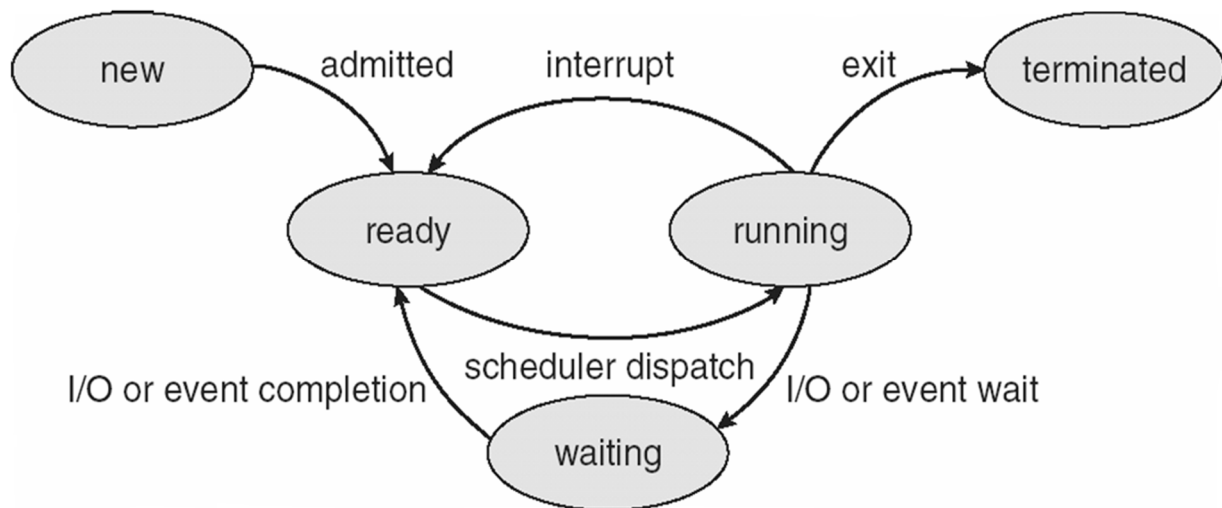 new
admitted
interrupt
exit
terminated
ready
running
scheduler dispatch
I/O or event completion
I/O or event wait
waiting